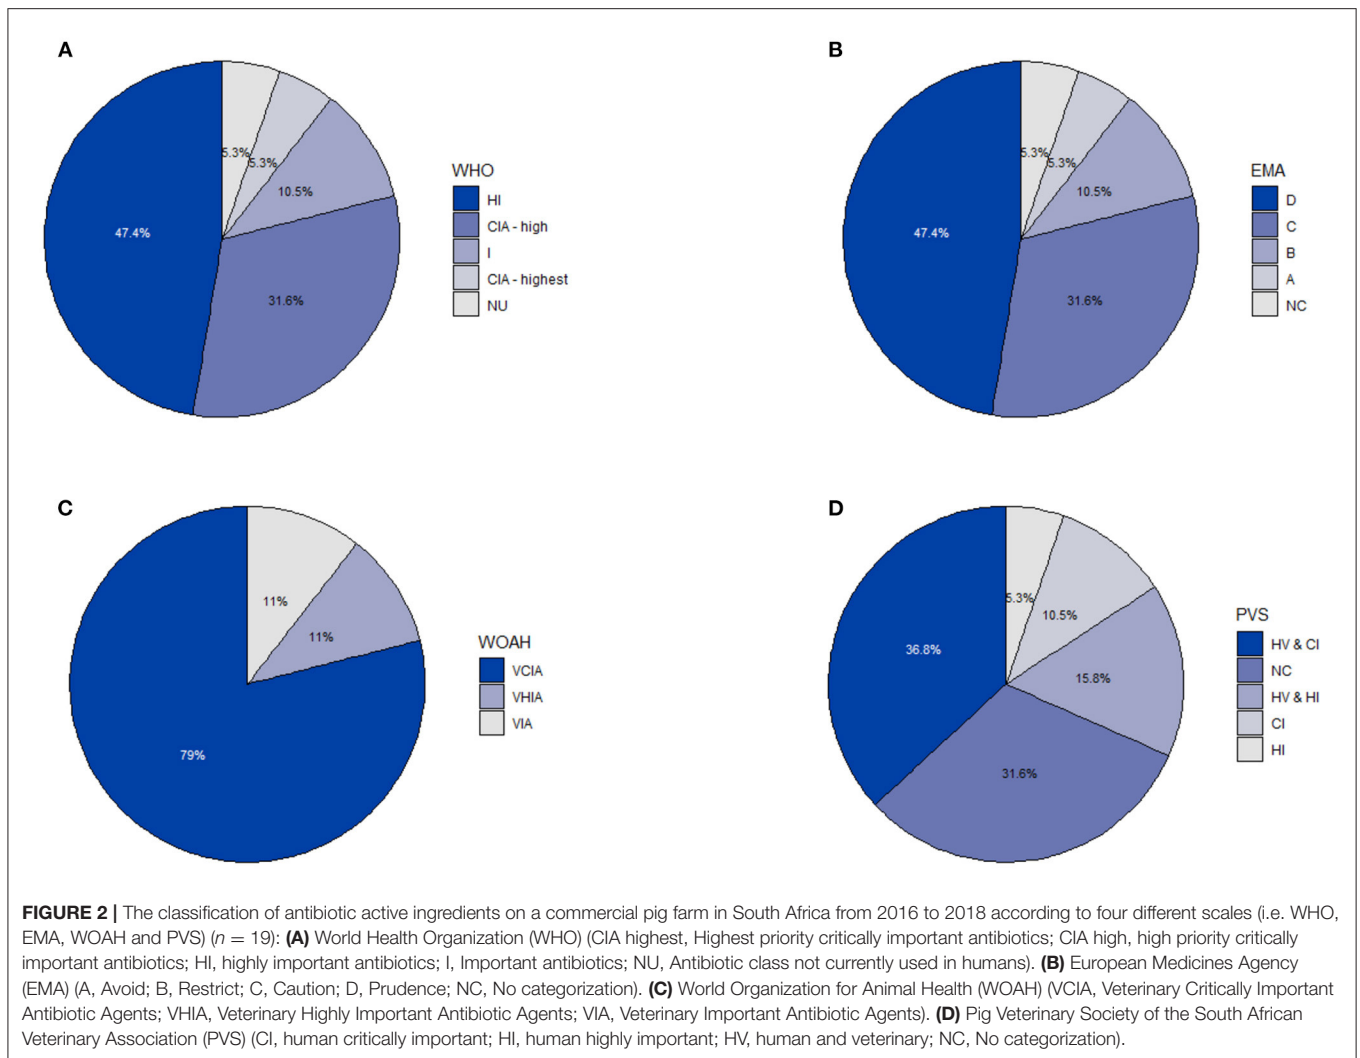 A
5.3%
5.3%
10.5%
47.4%
31.6%
WHO
HI
CIA - high
I
CIA - highest
NU
B
5.3%
5.3%
10.5%
47.4%
31.6%
EMA
D
C
B
A
NC
C
11%
11%
79%
WOAH
VCIA
VHIA
VIA
D
5.3%
10.5%
36.8%
15.8%
31.6%
PVS
HV & CI
NC
HV & HI
CI
HI
FIGURE 2 | The classification of antibiotic active ingredients on a commercial pig farm in South Africa from 2016 to 2018 according to four different scales (i.e. WHO,
EMA, WOAH and PVS) (n = 19): (A) World Health Organization (WHO) (CIA highest, Highest priority critically important antibiotics; CIA high, high priority critically
important antibiotics; HI, highly important antibiotics; I, Important antibiotics; NU, Antibiotic class not currently used in humans). (B) European Medicines Agency
(EMA) (A, Avoid; B, Restrict; C, Caution; D, Prudence; NC, No categorization). (C) World Organization for Animal Health (WOAH) (VCIA, Veterinary Critically Important
Antibiotic Agents; VHIA, Veterinary Highly Important Antibiotic Agents; VIA, Veterinary Important Antibiotic Agents). (D) Pig Veterinary Society of the South African
Veterinary Association (PVS) (CI, human critically important; HI, human highly important; HV, human and veterinary; NC, No categorization).